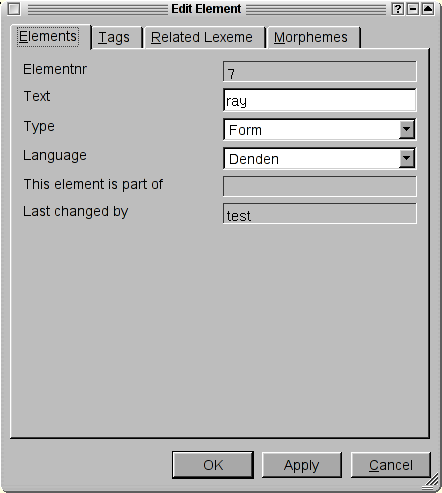 Edit Element
?
Elements Tags Related Lexeme Morphemes
Elementnr 7
Text ray
Type Form
Language Denden
This element is part of
Last changed by test
OK Apply Cancel